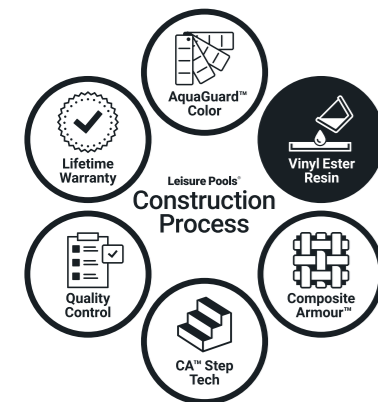 AquaGuard™
Color
Vinyl Ester
Resin
Lifetime
Warranty
Leisure Pools®
Construction
Process
Composite
Armour™
Quality
Control
CA™ Step
Tech